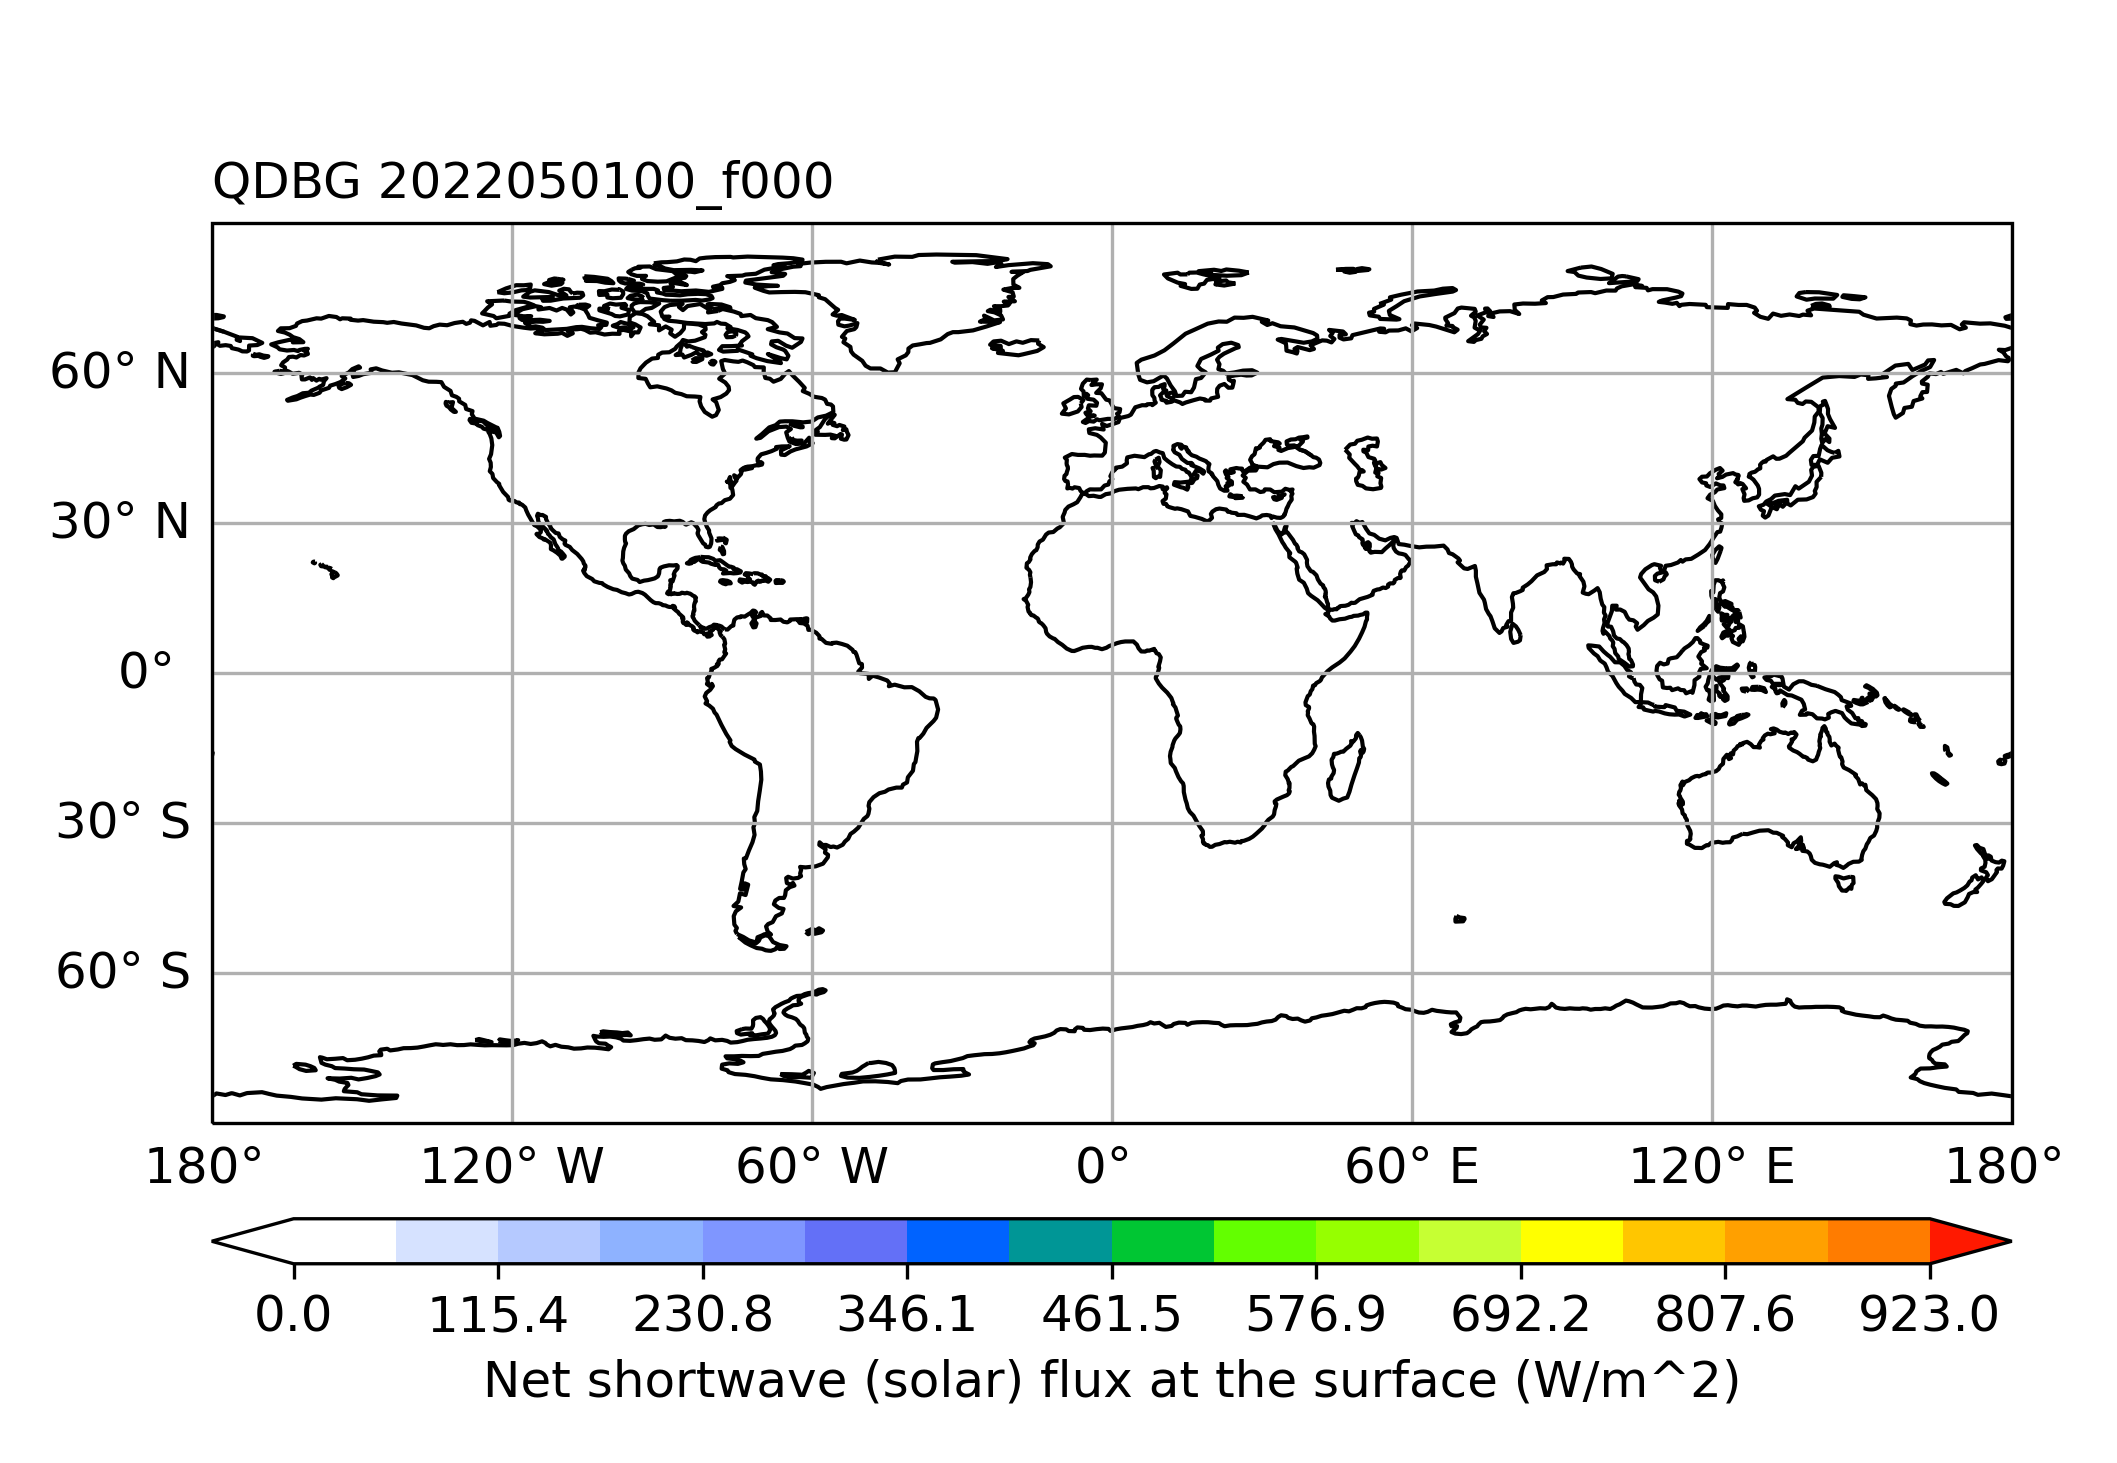 QDBG 2022050100_f000
60° N
30° N
0°
30° S
60° S
180° 120° W 60° W 0° 60° E 120° E 180°
0.0 115.4 230.8 346.1 461.5 576.9 692.2 807.6 923.0
Net shortwave (solar) flux at the surface (W/m^2)